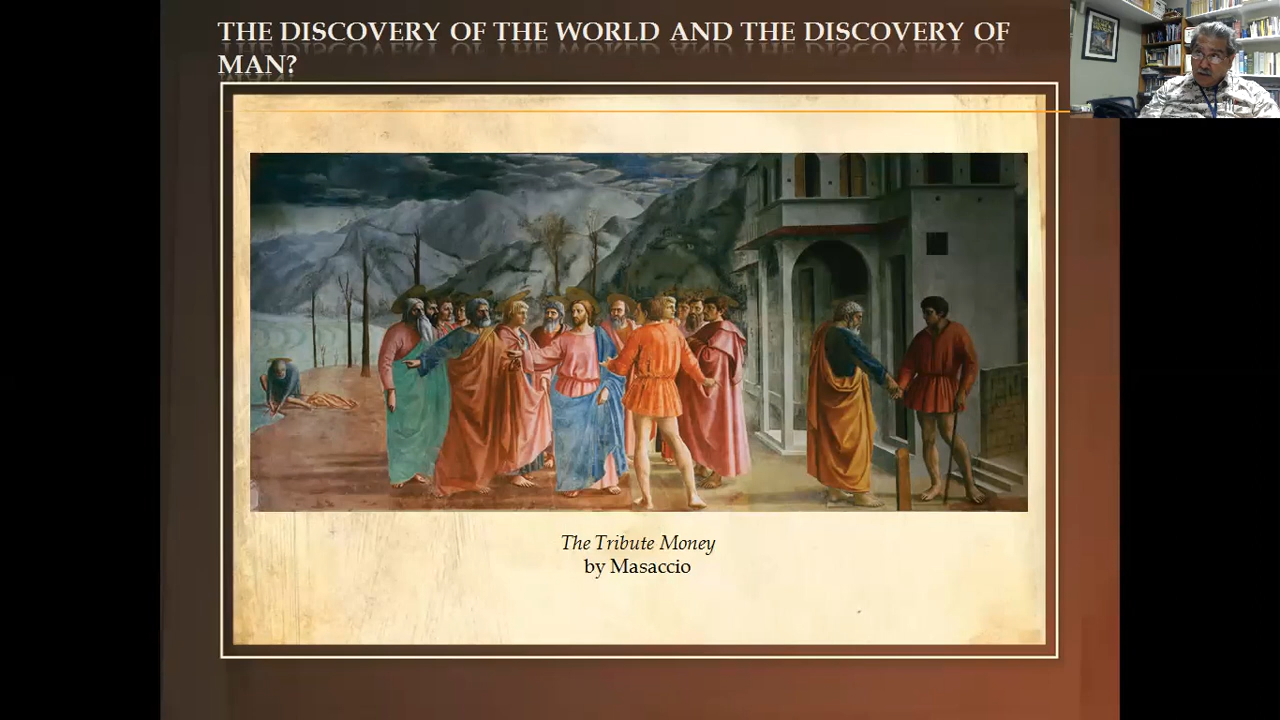 THE DISCOVERY OF THE WORLD AND THE DISCOVERY OF
MAN?
The Tribute Money
by Masaccio